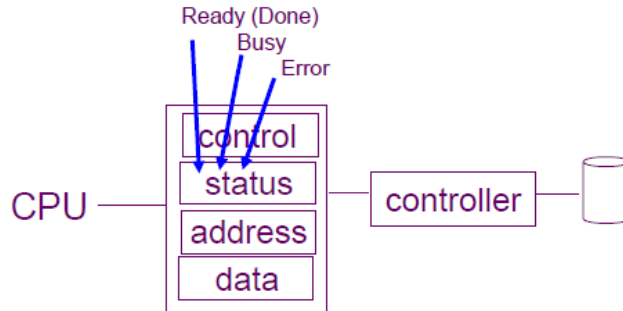 Ready (Done)
Busy
Error
control
status
CPU
controller
address
data